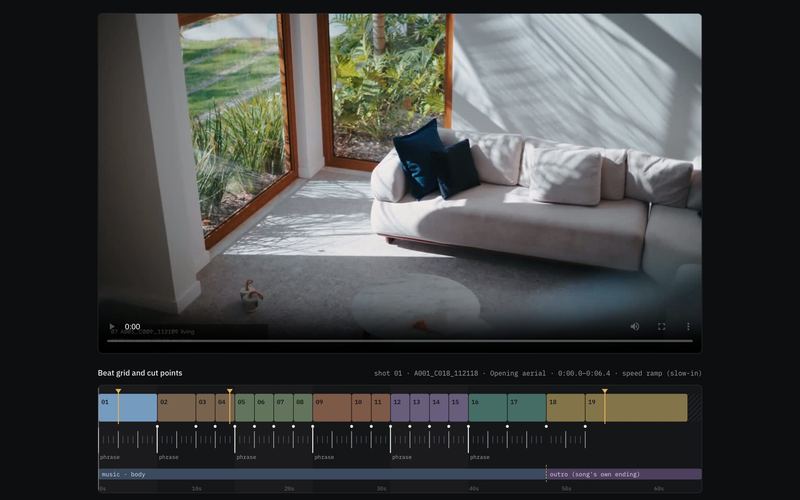 0:00
07 A001_C009_112109 living
Beat grid and cut points
shot 01 · A001_C018_112118 · Opening aerial · 0:00.0–0:06.4 · speed ramp (slow-in)
01 02 03 04 05 06 07 08 09 10 11 12 13 14 15 16 17 18 19
phrase phrase phrase phrase phrase phrase
music · body outro (song's own ending)
0s 10s 20s 30s 40s 50s 60s